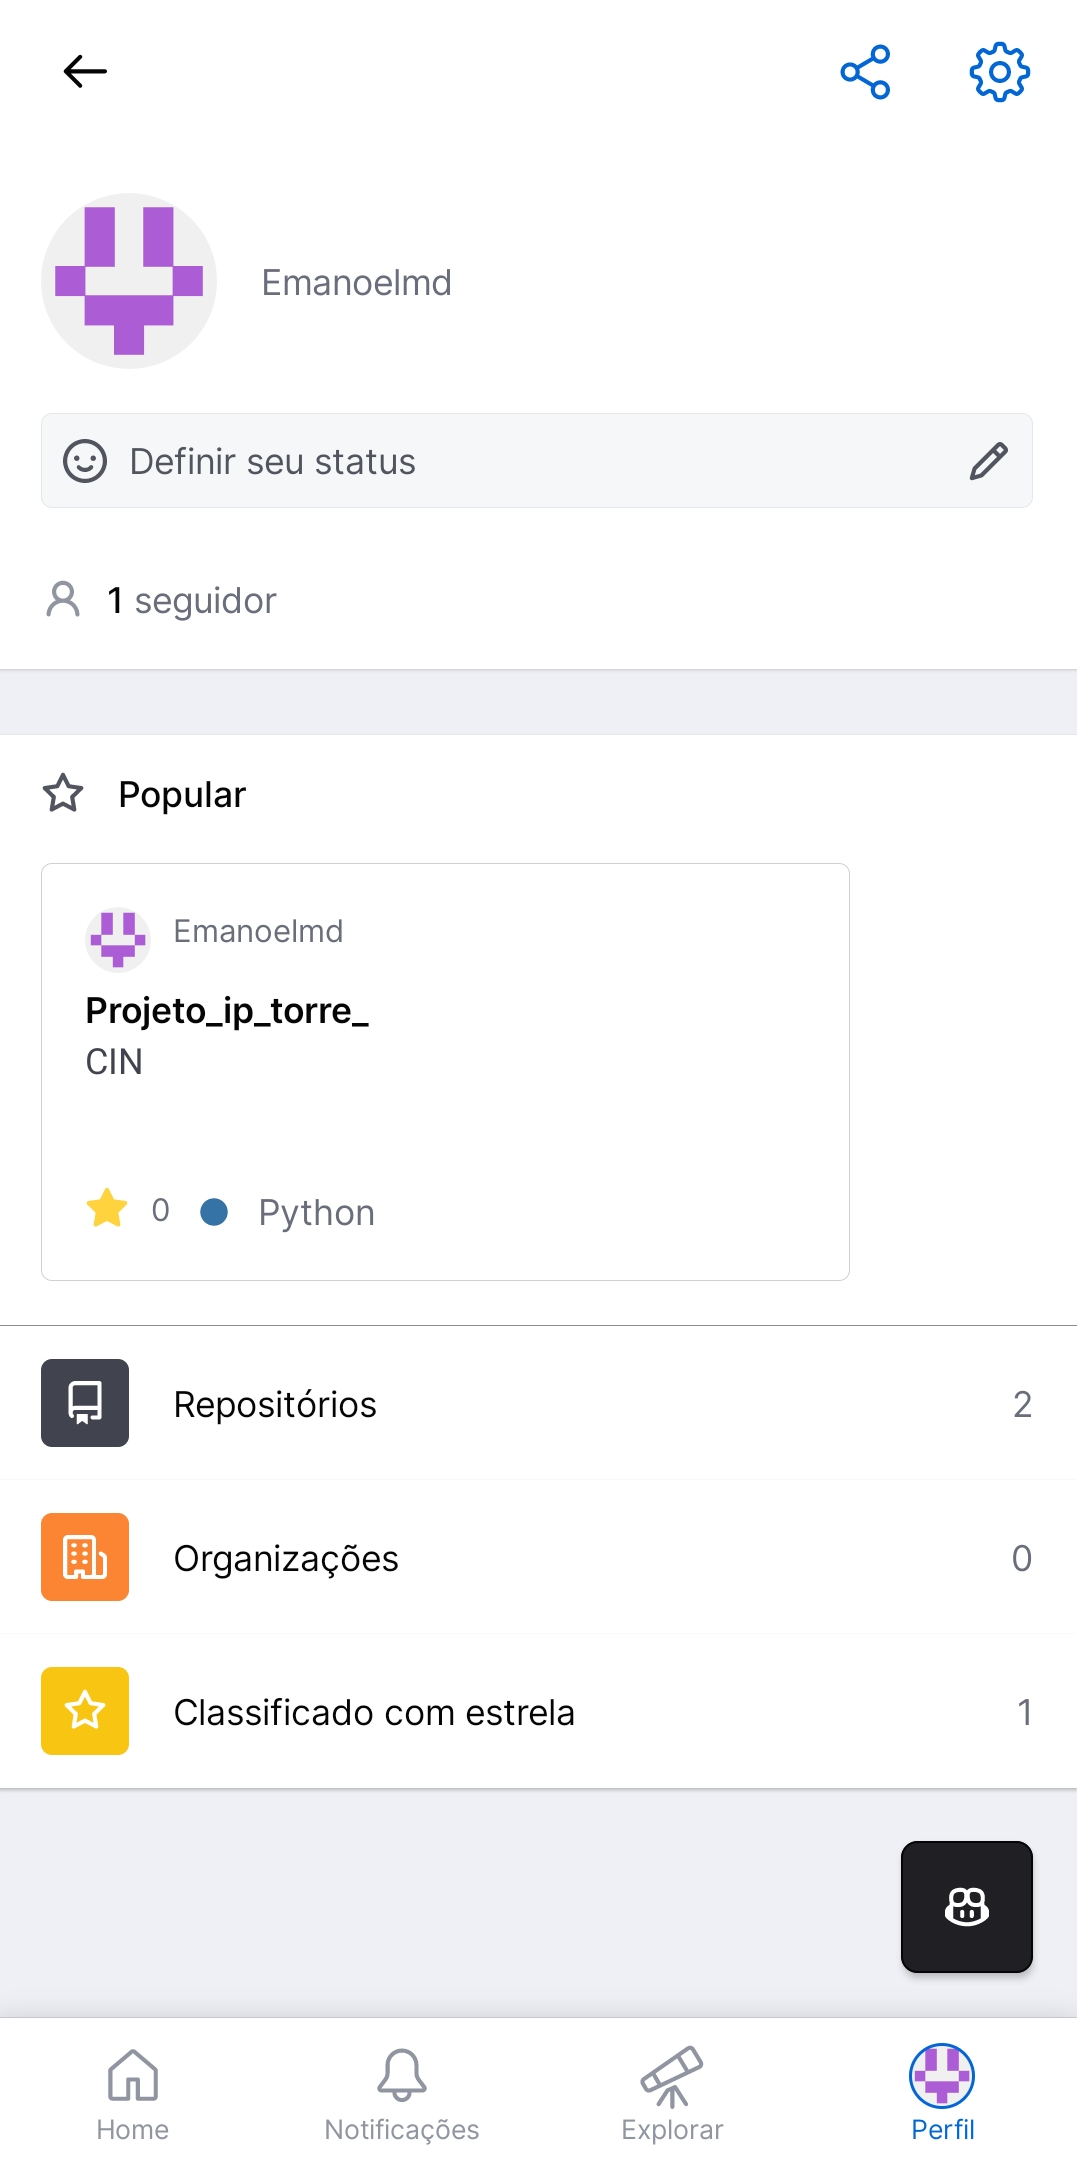 Emanoelmd
Definir seu status
1 seguidor
Popular
Emanoelmd
Projeto_ip_torre_
CIN
0 Python
Repositórios 2
Organizações 0
Classificado com estrela 1
Home Notificações Explorar Perfil